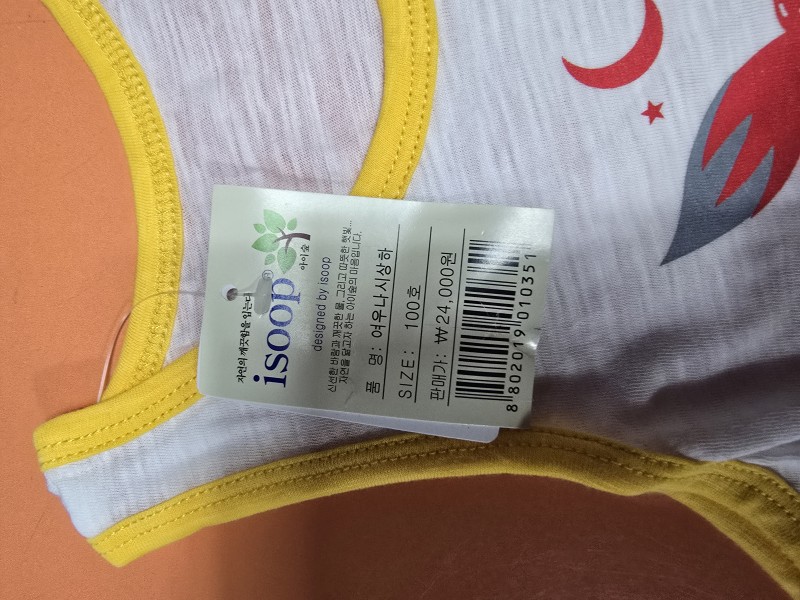 자연의 깨끗함을 입는다
아이숲
isoop®
designed by isoop
신선한 바람과 깨끗한 물, 그리고 따뜻한 햇빛...
자연을 닮고자 하는 아이숲의 마음입니다.
품 명: 여우나시상하
SIZE: 100호
판매가: ₩24,000원
8 802019 010351